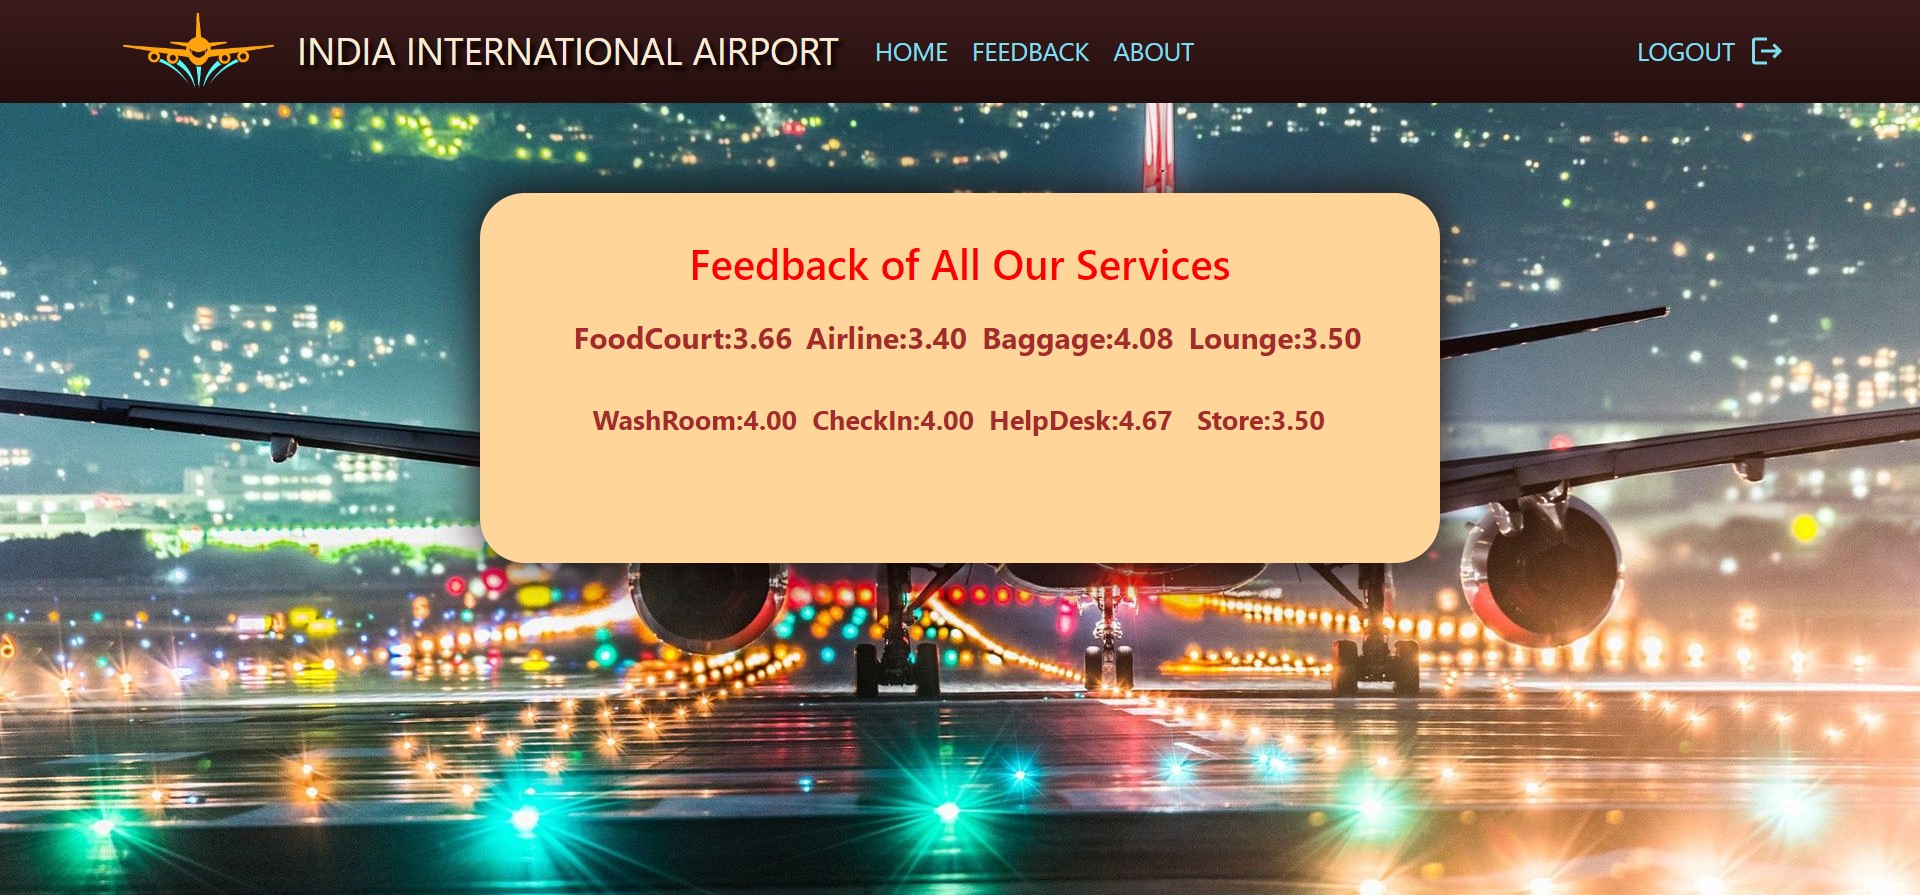 INDIA INTERNATIONAL AIRPORT HOME FEEDBACK ABOUT LOGOUT
Feedback of All Our Services
FoodCourt:3.66 Airline:3.40 Baggage:4.08 Lounge:3.50
WashRoom:4.00 CheckIn:4.00 HelpDesk:4.67 Store:3.50